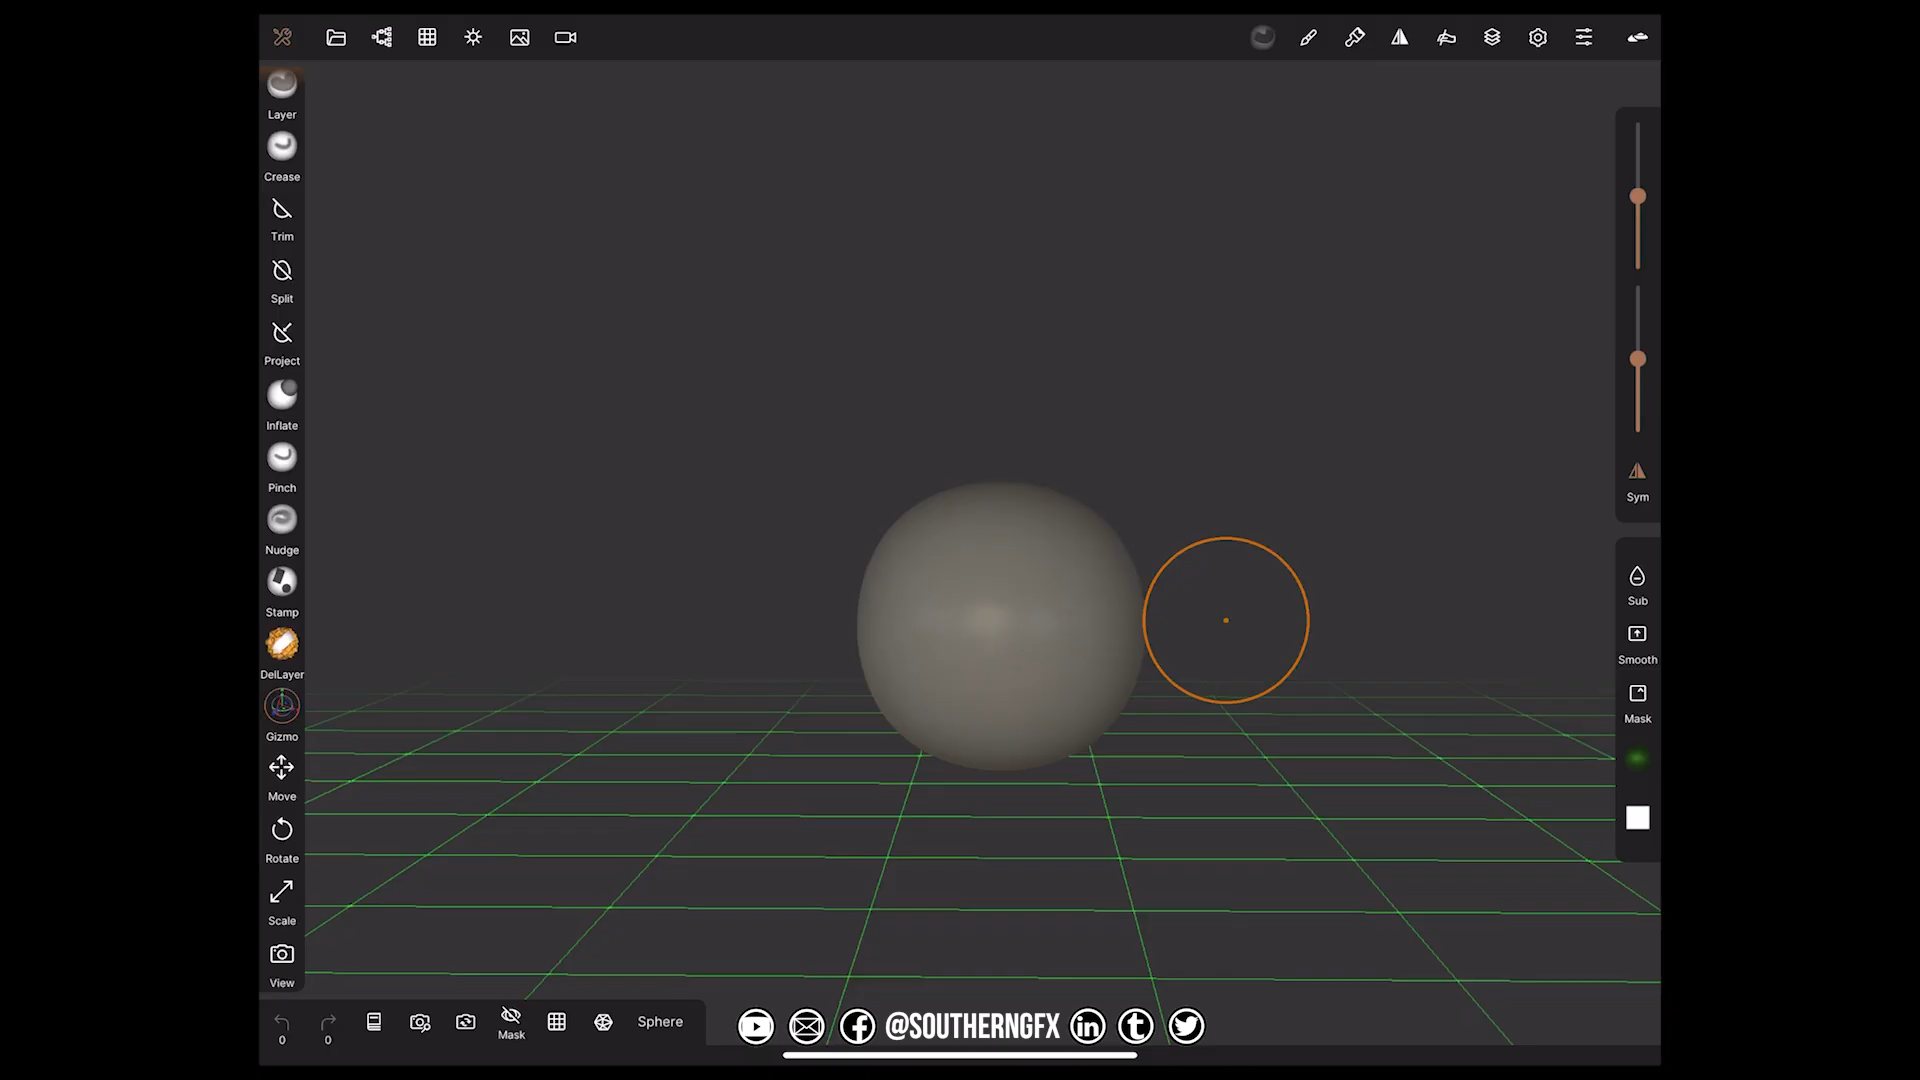 Layer
Crease
Trim
Split
Project
Inflate
Pinch
Nudge
Stamp
DelLayer
Gizmo
Move
Rotate
Scale
View
Sym
Sub
Smooth
Mask
0
0
Mask
Sphere
@SOUTHERNGFX